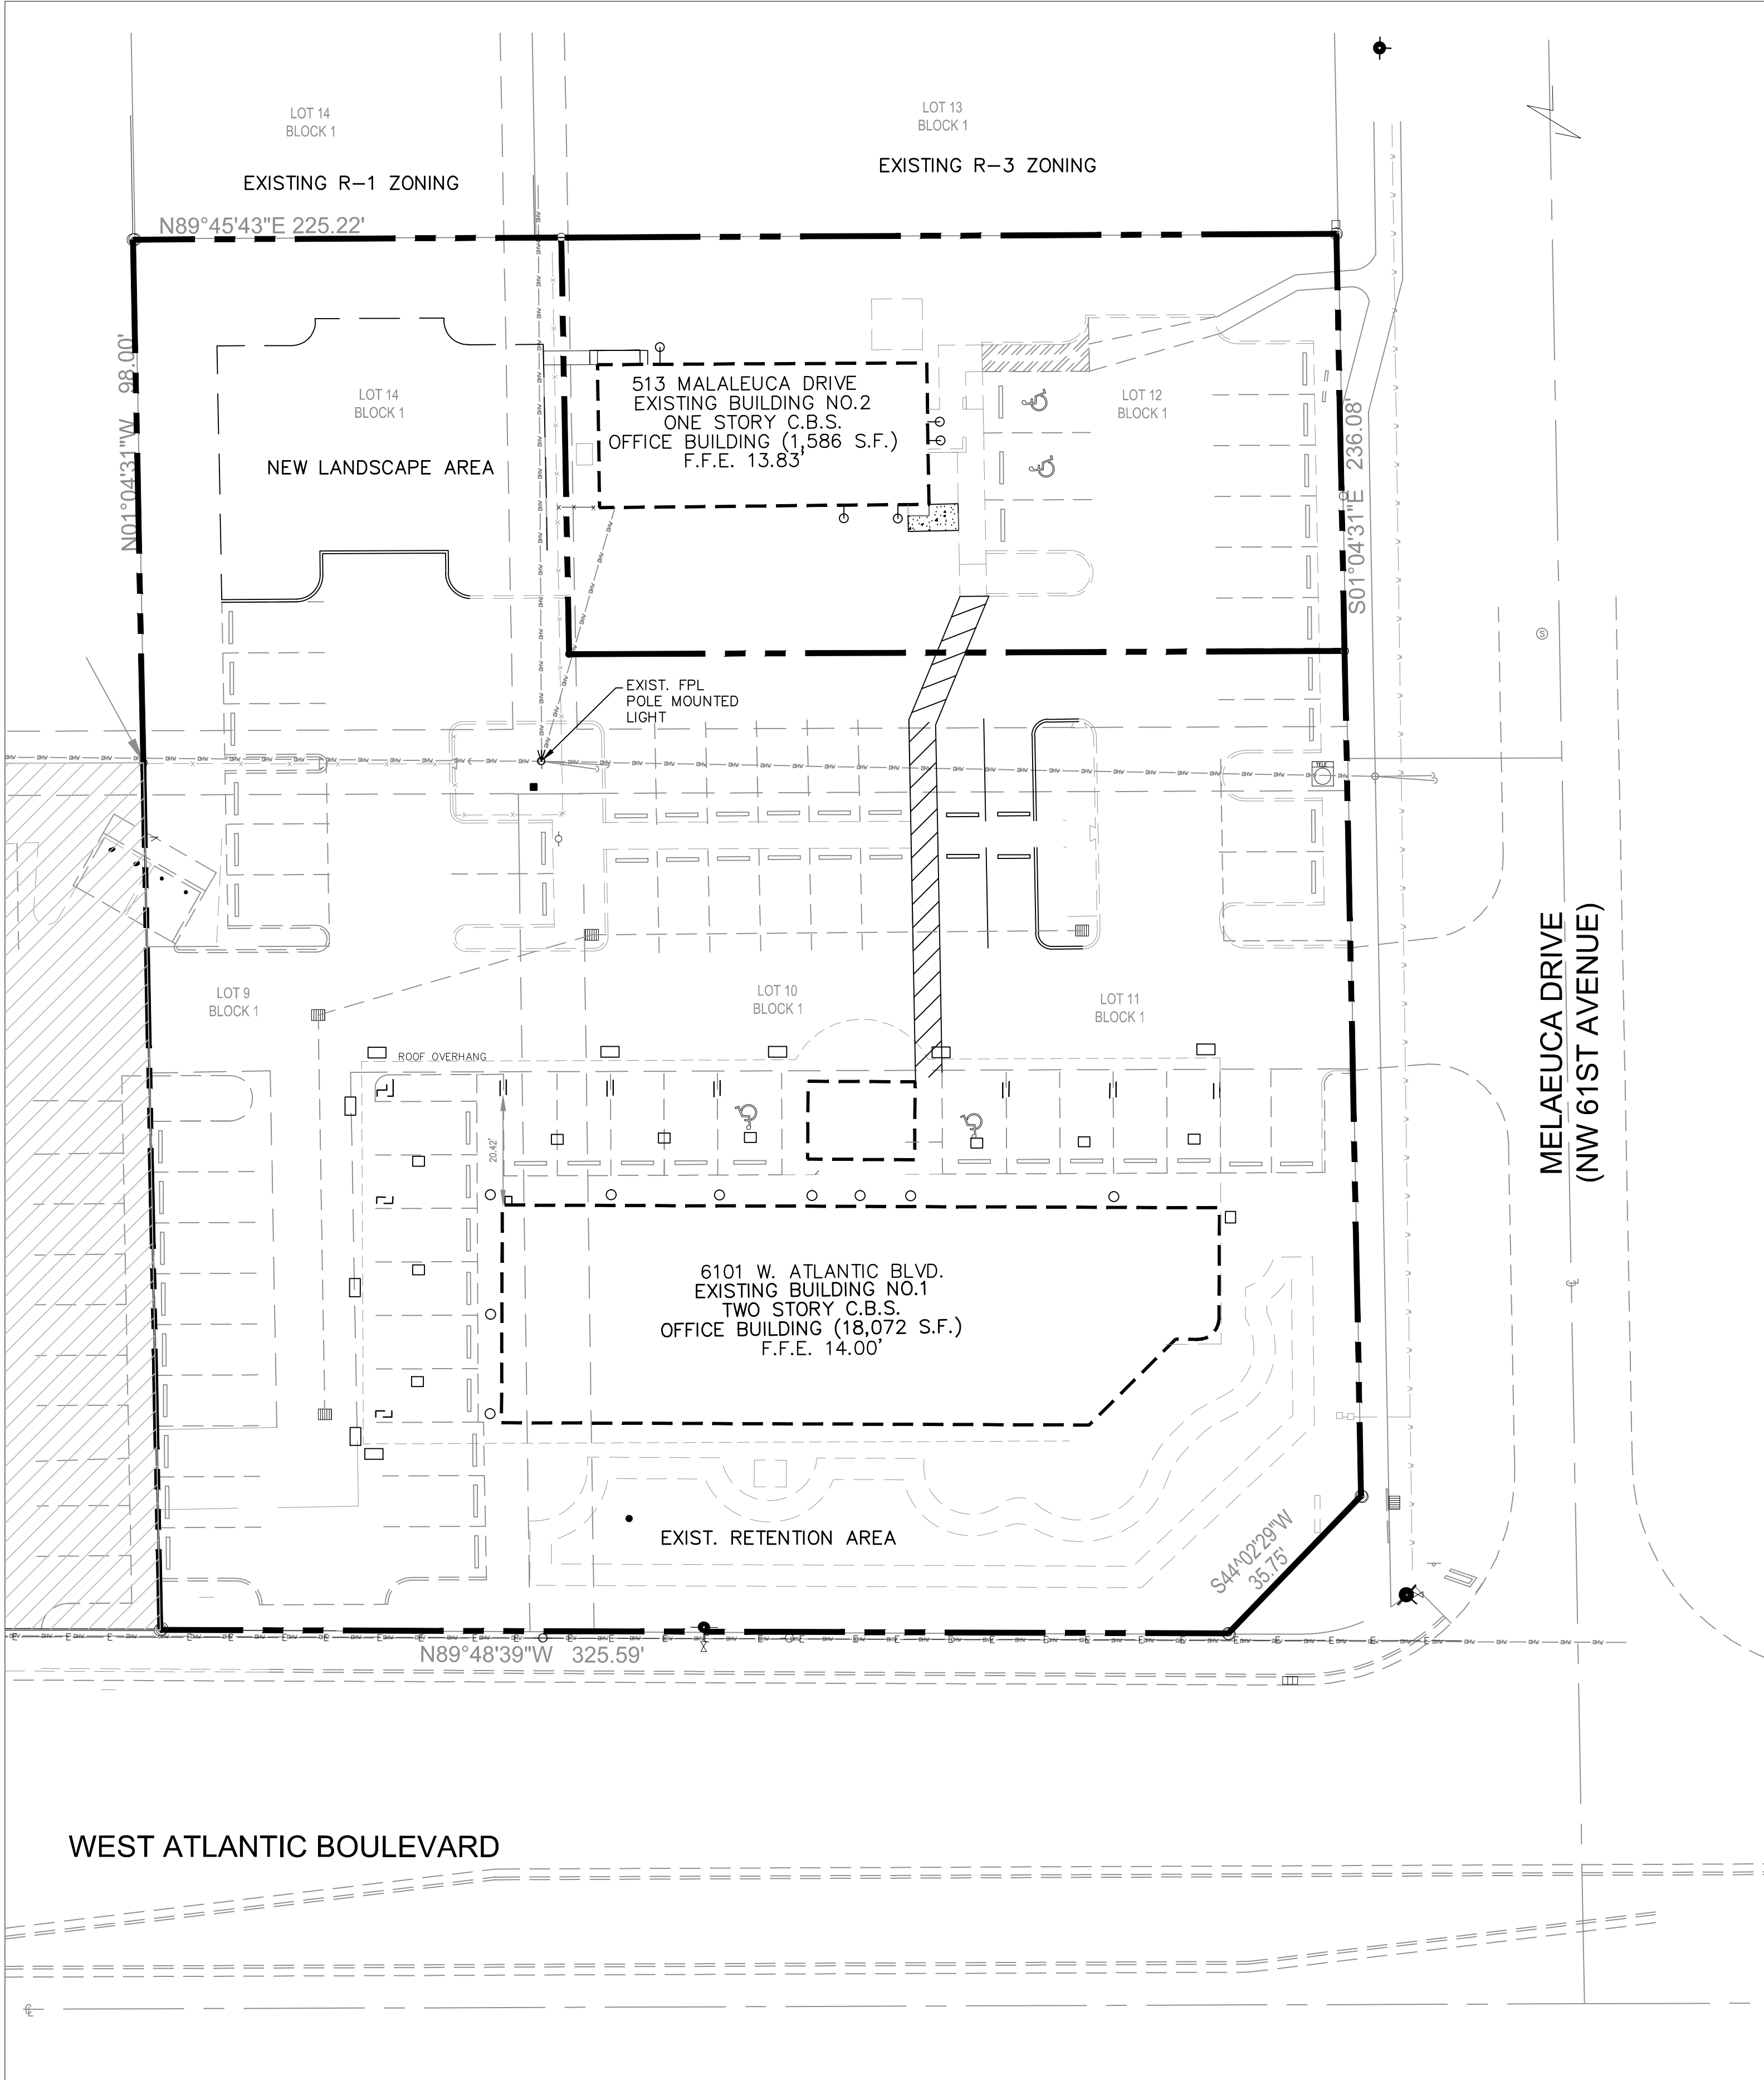 LOT 14
BLOCK 1
LOT 13
BLOCK 1
EXISTING R-1 ZONING
EXISTING R-3 ZONING
N89°45'43"E 225.22'
N01°04'31"W 98.00'
LOT 14
BLOCK 1
NEW LANDSCAPE AREA
513 MALALEUCA DRIVE
EXISTING BUILDING NO.2
ONE STORY C.B.S.
OFFICE BUILDING (1,586 S.F.)
F.F.E. 13.83'
LOT 12
BLOCK 1
S01°04'31"E 236.08'
EXIST. FPL
POLE MOUNTED
LIGHT
TELE
S
MELAEUCA DRIVE
(NW 61ST AVENUE)
LOT 9
BLOCK 1
LOT 10
BLOCK 1
LOT 11
BLOCK 1
ROOF OVERHANG
20.42'
6101 W. ATLANTIC BLVD.
EXISTING BUILDING NO.1
TWO STORY C.B.S.
OFFICE BUILDING (18,072 S.F.)
F.F.E. 14.00'
EXIST. RETENTION AREA
S44^02'29"W
35.75'
N89°48'39"W 325.59'
WEST ATLANTIC BOULEVARD